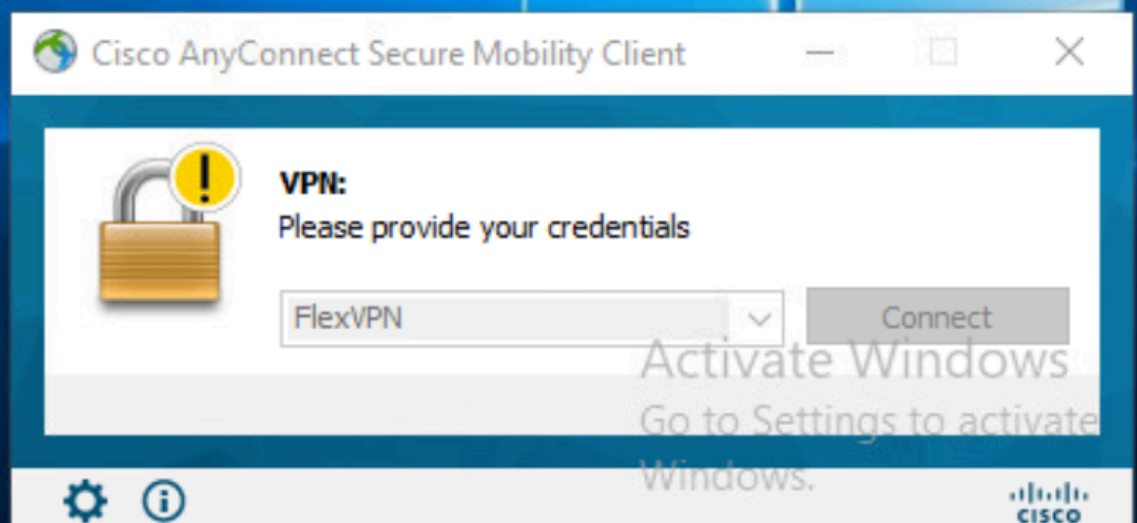 Cisco AnyConnect Secure Mobility Client
VPN:
Please provide your credentials
FlexVPN
Connect
Activate Windows
Go to Settings to activate
Windows.
CISCO